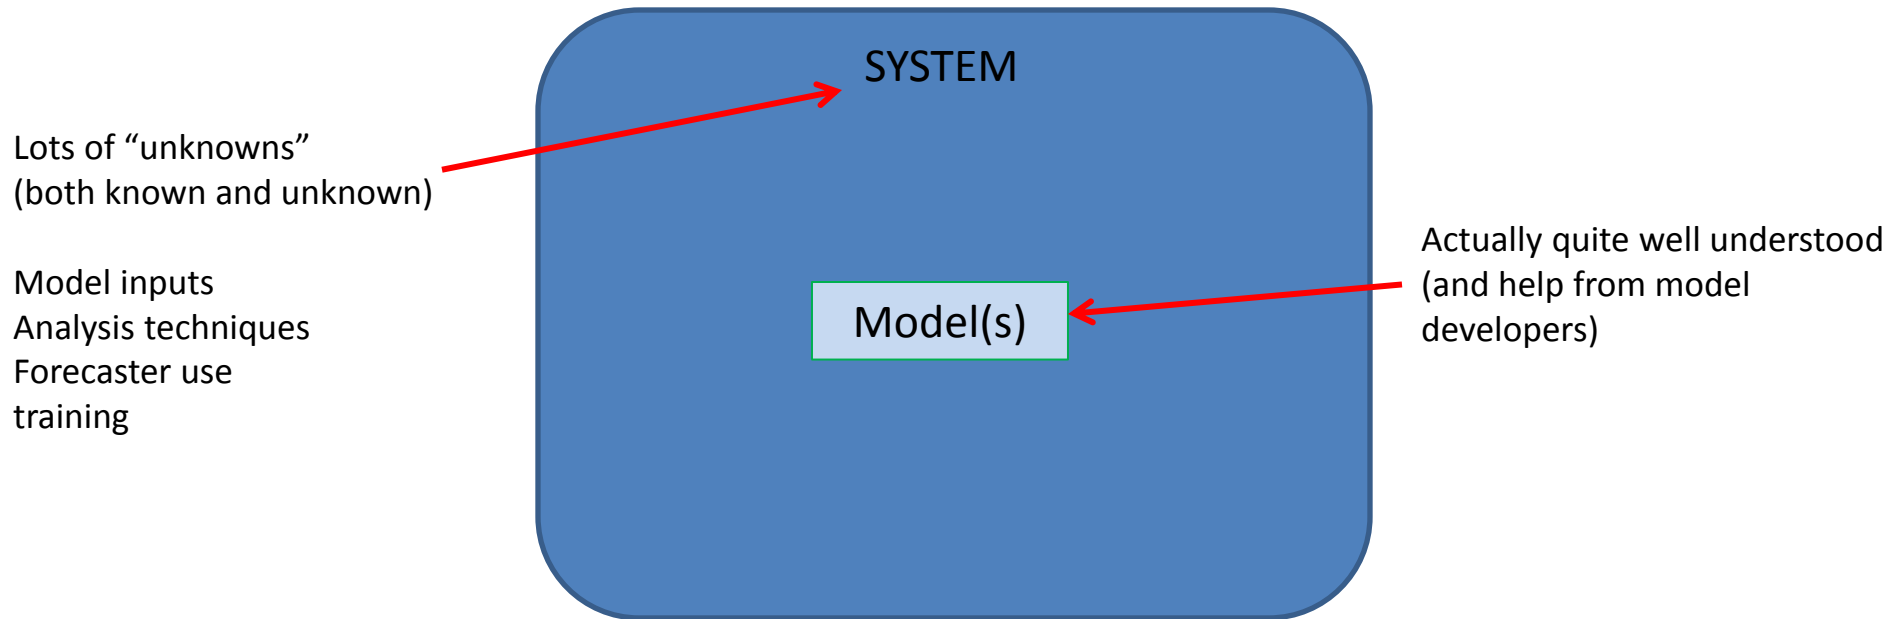 SYSTEM
Lots of “unknowns”
(both known and unknown)
Model inputs
Analysis techniques
Forecaster use
training
Model(s)
Actually quite well understood
(and help from model
developers)